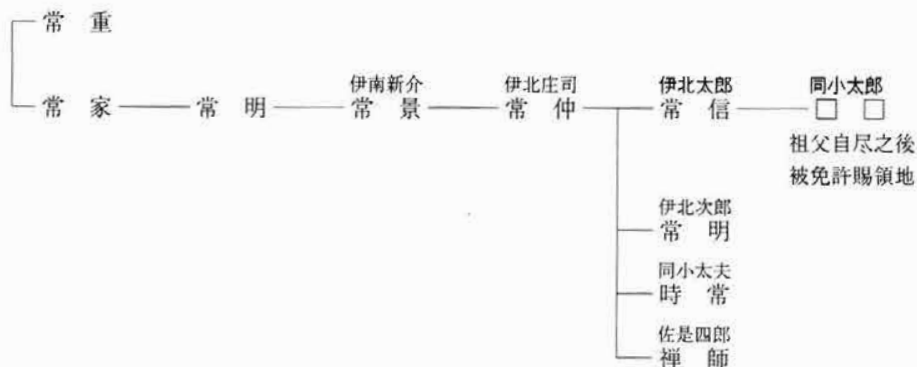 常重
伊南新介 伊北庄司 伊北太郎 同小太郎
常家 常明 常景 常仲 常信 □□
祖父自尽之後
被免許賜領地
伊北次郎
常明
同小太夫
時常
佐是四郎
禅師